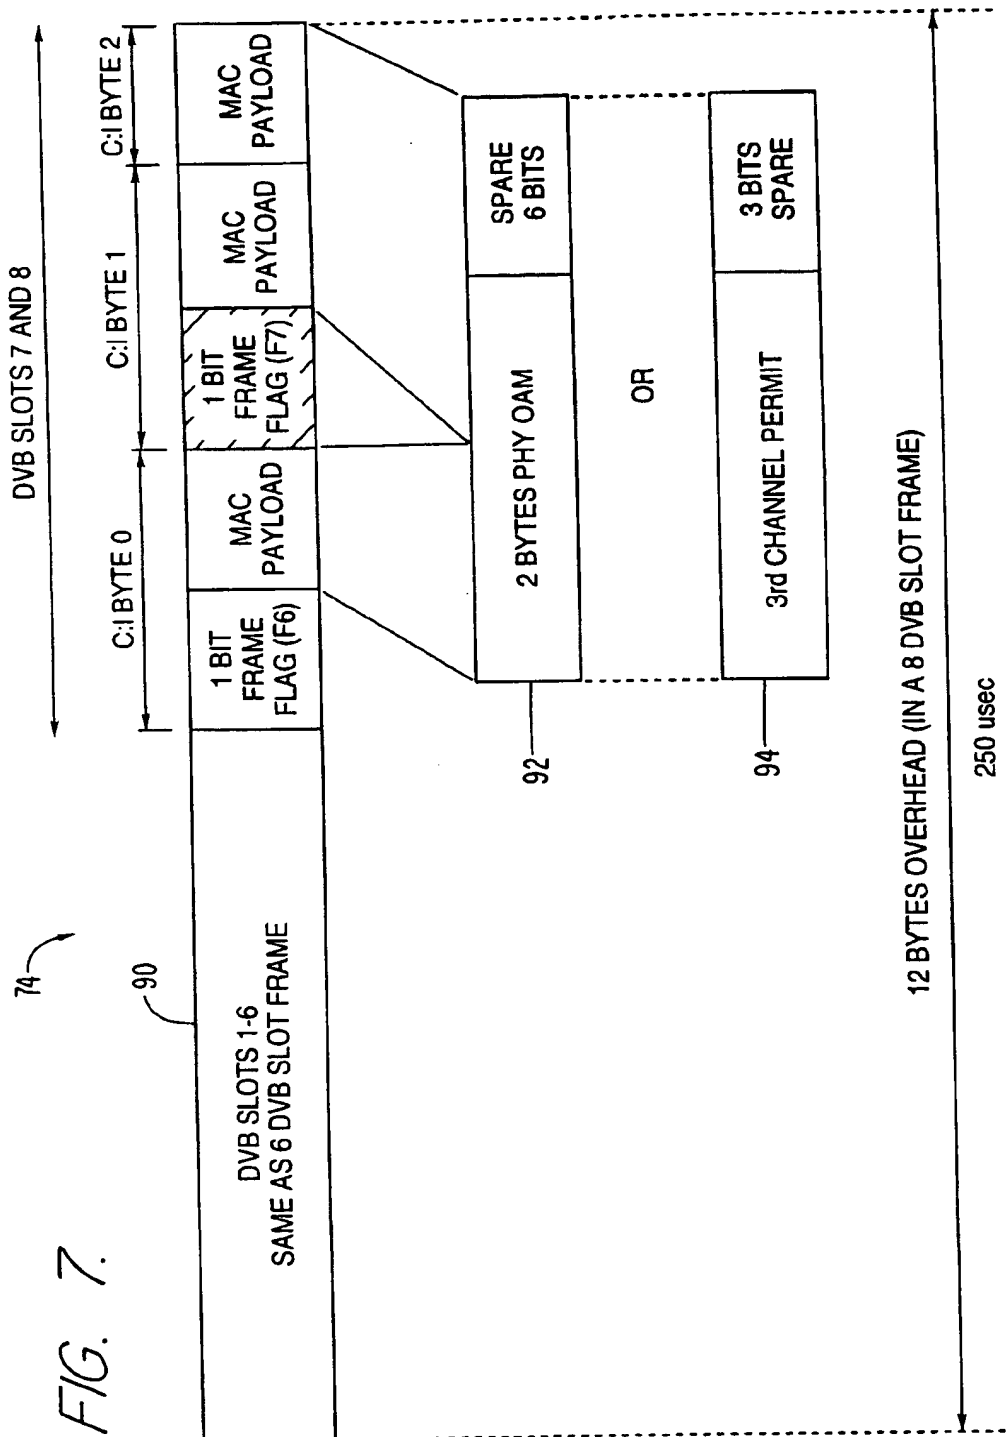 FIG. 7.
74
DVB SLOTS 7 AND 8
C:I BYTE 0
C:I BYTE 1
C:I BYTE 2
90
DVB SLOTS 1-6
SAME AS 6 DVB SLOT FRAME
1 BIT
FRAME
FLAG (F6)
MAC
PAYLOAD
1 BIT
FRAME
FLAG (F7)
MAC
PAYLOAD
MAC
PAYLOAD
92
2 BYTES PHY OAM
SPARE
6 BITS
OR
94
3rd CHANNEL PERMIT
3 BITS
SPARE
12 BYTES OVERHEAD (IN A 8 DVB SLOT FRAME)
250 usec